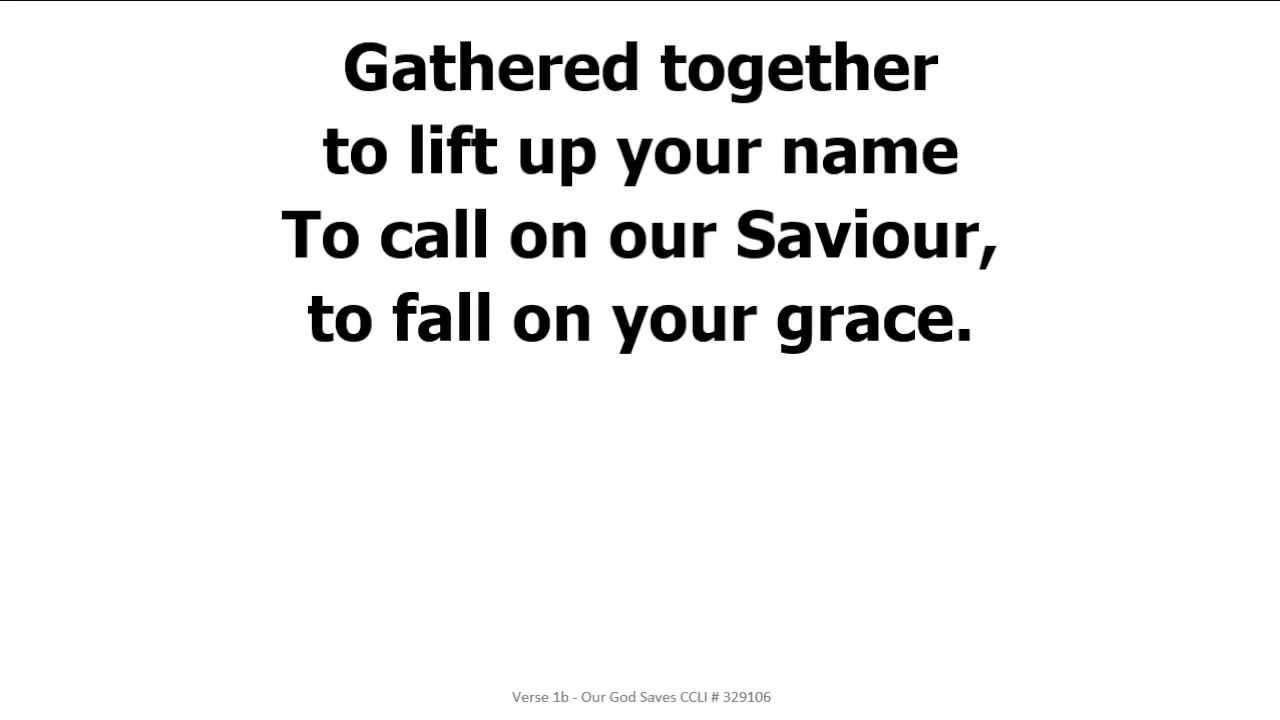 Gathered together
to lift up your name
To call on our Saviour,
to fall on your grace.
Verse 1b - Our God Saves CCLI # 329106